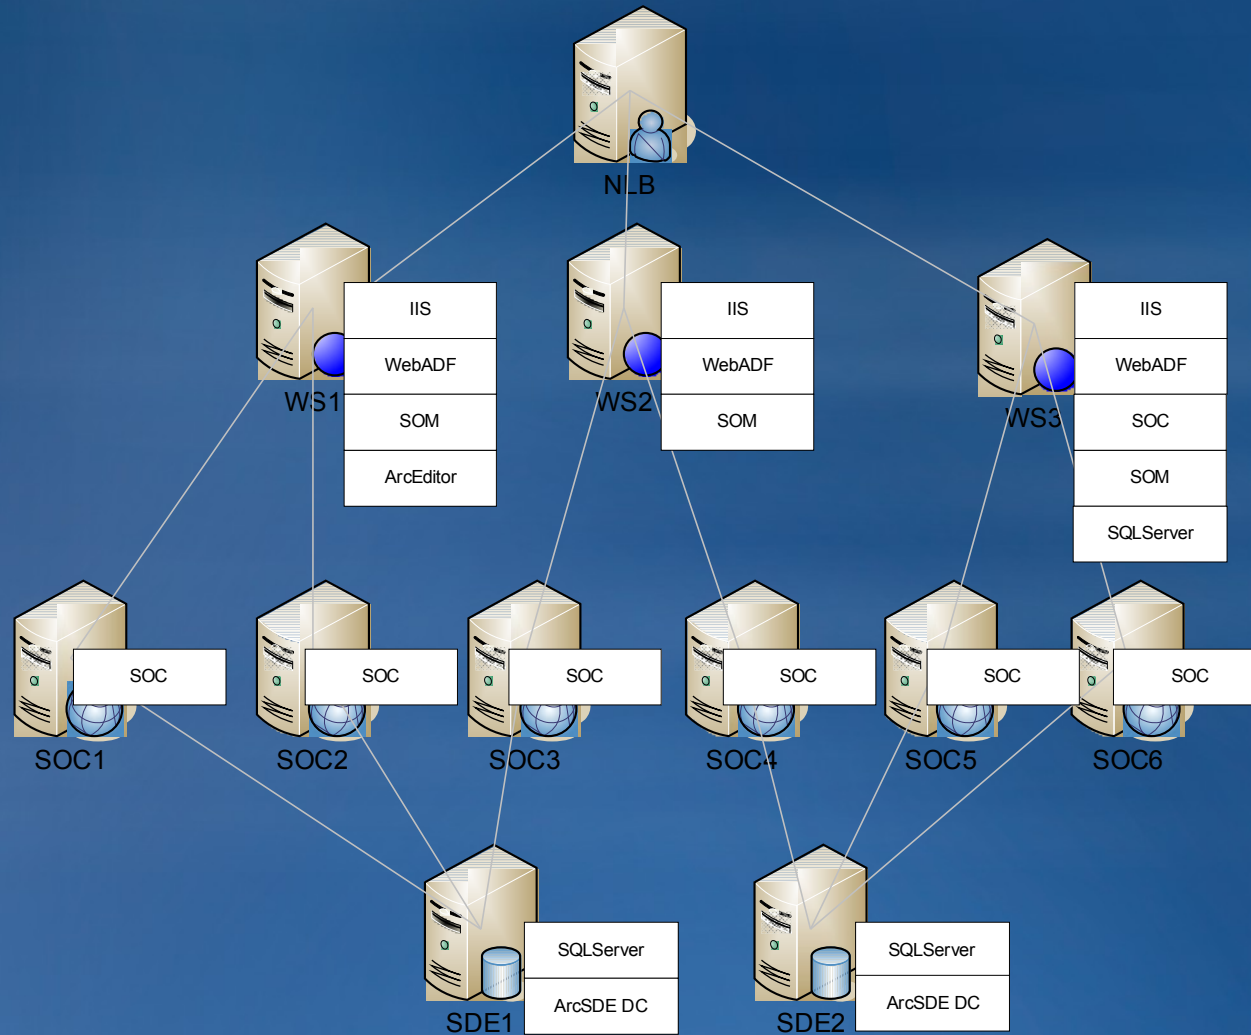 NLB
WS1
IIS
WebADF
SOM
ArcEditor
WS2
IIS
WebADF
SOM
WS3
IIS
WebADF
SOC
SOM
SQLServer
SOC
SOC1
SOC
SOC2
SOC
SOC3
SOC
SOC4
SOC
SOC5
SOC
SOC6
SQLServer
ArcSDE DC
SDE1
SQLServer
ArcSDE DC
SDE2